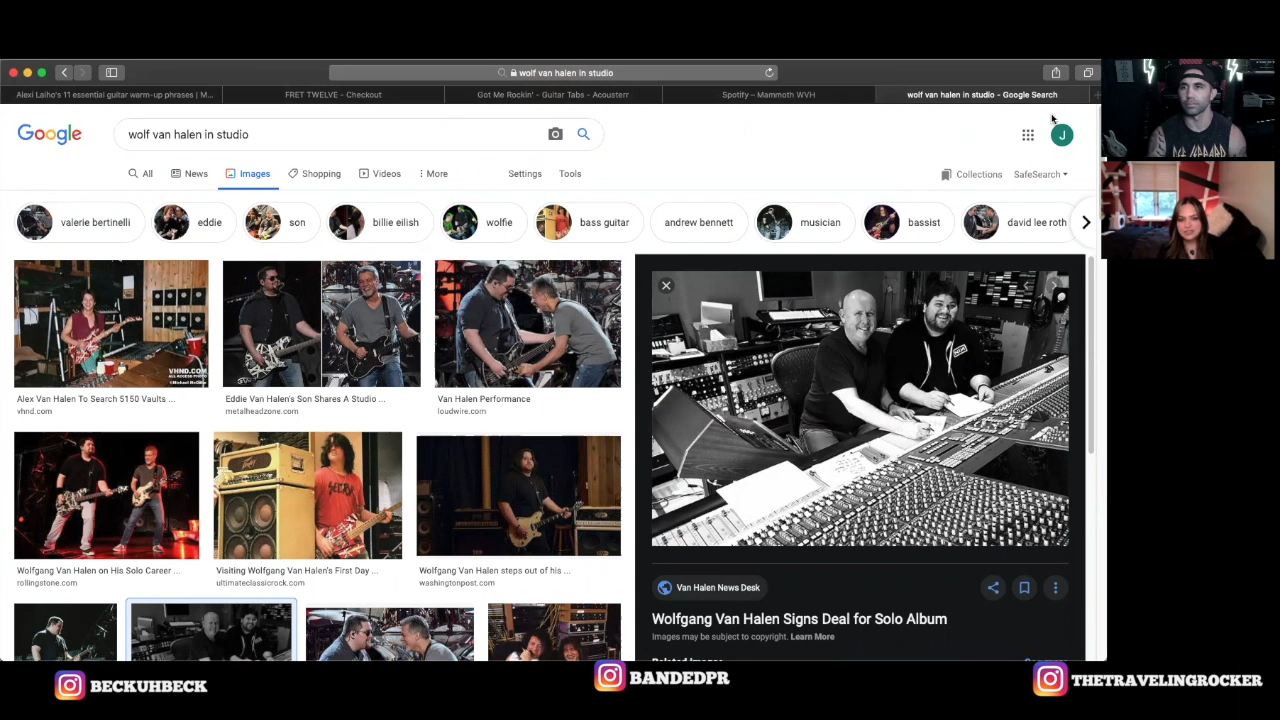 wolf van halen in studio
Alexi Laiho's 11 essential guitar warm-up phrases | M...
FRET TWELVE - Checkout
Got Me Rockin' - Guitar Tabs - Acousterr
Spotify – Mammoth WVH
wolf van halen in studio - Google Search
Google
wolf van halen in studio
J
All
News
Images
Shopping
Videos
More
Settings
Tools
Collections
SafeSearch
valerie bertinelli
eddie
son
billie eilish
wolfie
bass guitar
andrew bennett
musician
bassist
david lee roth
VHND.COM
Alex Van Halen To Search 5150 Vaults ...
vhnd.com
Eddie Van Halen's Son Shares A Studio ...
metalheadzone.com
Van Halen Performance
loudwire.com
Wolfgang Van Halen on His Solo Career ...
rollingstone.com
Visiting Wolfgang Van Halen's First Day ...
ultimateclassicrock.com
Wolfgang Van Halen steps out of his ...
washingtonpost.com
Van Halen News Desk
Wolfgang Van Halen Signs Deal for Solo Album
Images may be subject to copyright. Learn More
BECKUHBECK
BANDEDPR
THETRAVELINGROCKER